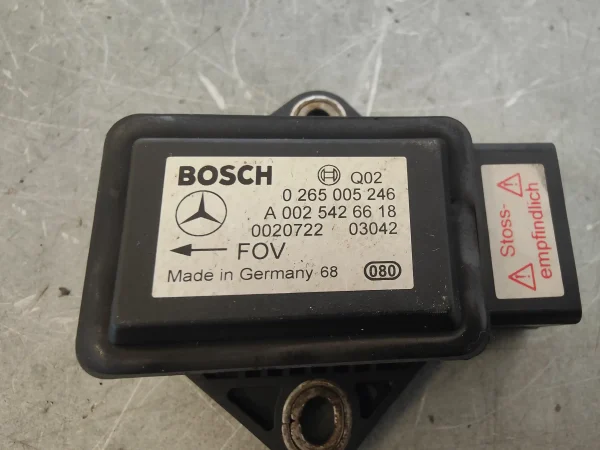 BOSCH Q02
0 265 005 246
A 002 542 66 18
0020722 03042
FOV
Made in Germany 68 080
Stoss-
empfindlich